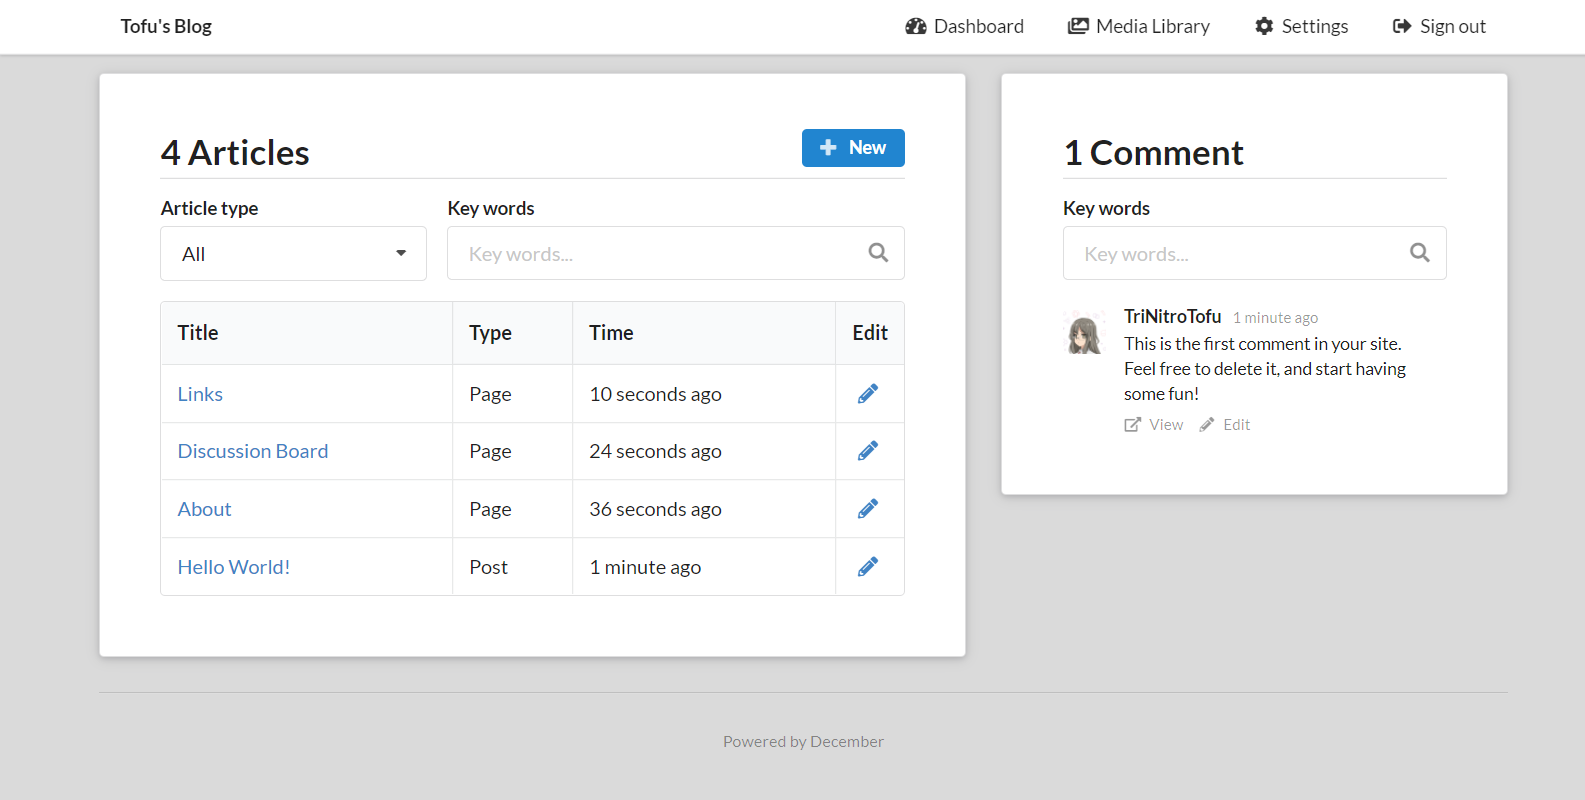 Tofu's Blog
Dashboard
Media Library
Settings
Sign out
4 Articles
New
Article type
Key words
All
Key words...
Title Type Time Edit
Links Page 10 seconds ago
Discussion Board Page 24 seconds ago
About Page 36 seconds ago
Hello World! Post 1 minute ago
1 Comment
Key words
Key words...
TriNitroTofu 1 minute ago
This is the first comment in your site.
Feel free to delete it, and start having
some fun!
View Edit
Powered by December